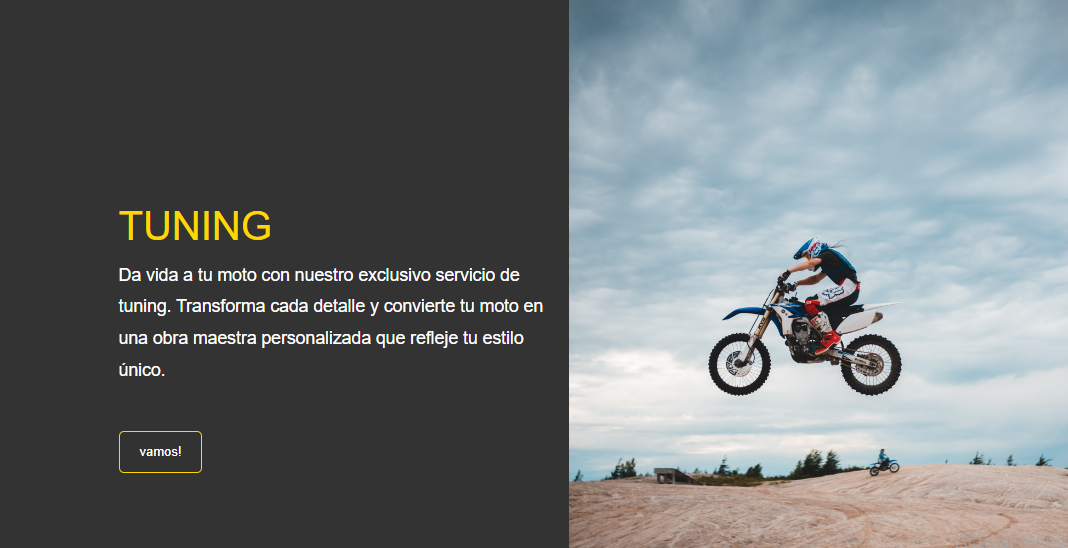 TUNING
Da vida a tu moto con nuestro exclusivo servicio de
tuning. Transforma cada detalle y convierte tu moto en
una obra maestra personalizada que refleje tu estilo
único.
vamos!